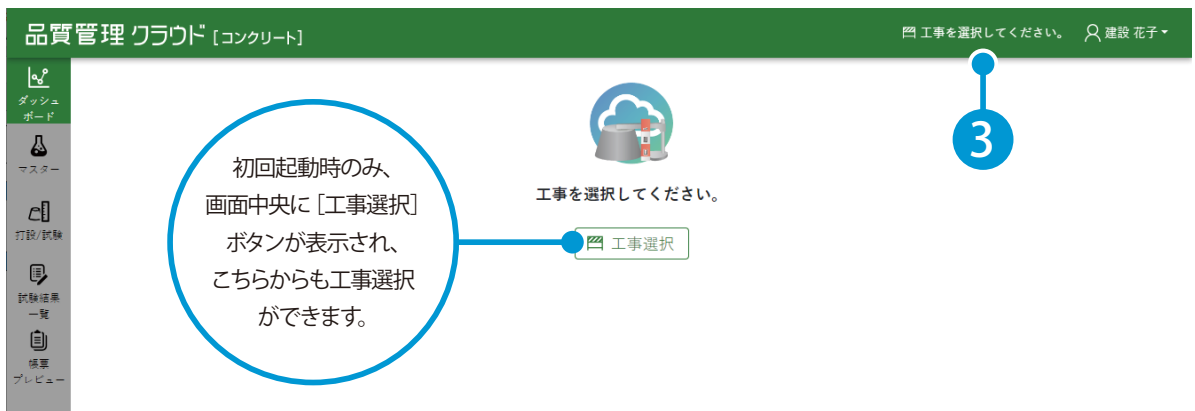 品質管理 クラウド [コンクリート]
工事を選択してください。
建設 花子
ダッシュ
ボード
マスター
打設/試験
試験結果
一覧
帳票
プレビュー
初回起動時のみ、
画面中央に［工事選択］
ボタンが表示され、
こちらからも工事選択
ができます。
工事を選択してください。
工事選択
3